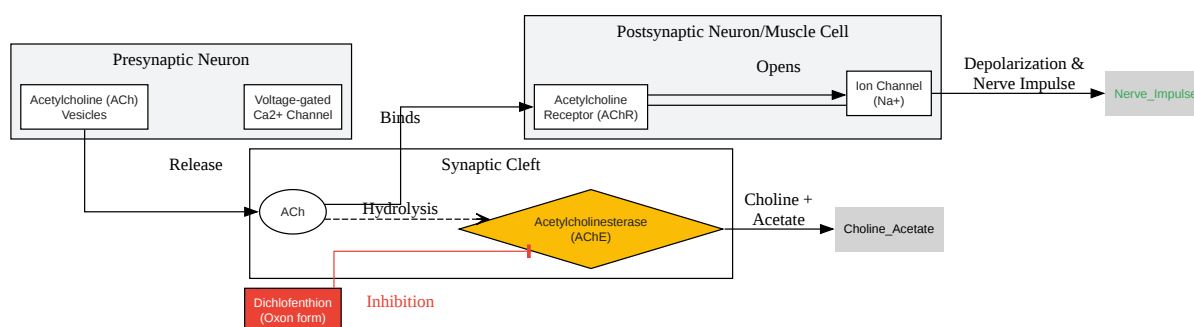 Presynaptic Neuron
Acetylcholine (ACh)
Vesicles
Voltage-gated
Ca2+ Channel
Postsynaptic Neuron/Muscle Cell
Opens
Acetylcholine
Receptor (AChR)
Ion Channel
(Na+)
Depolarization &
Nerve Impulse
Nerve_Impulse
Binds
Release
Synaptic Cleft
ACh
Hydrolysis
Acetylcholinesterase
(AChE)
Choline +
Acetate
Choline_Acetate
Dichlofenthion
(Oxon form)
Inhibition